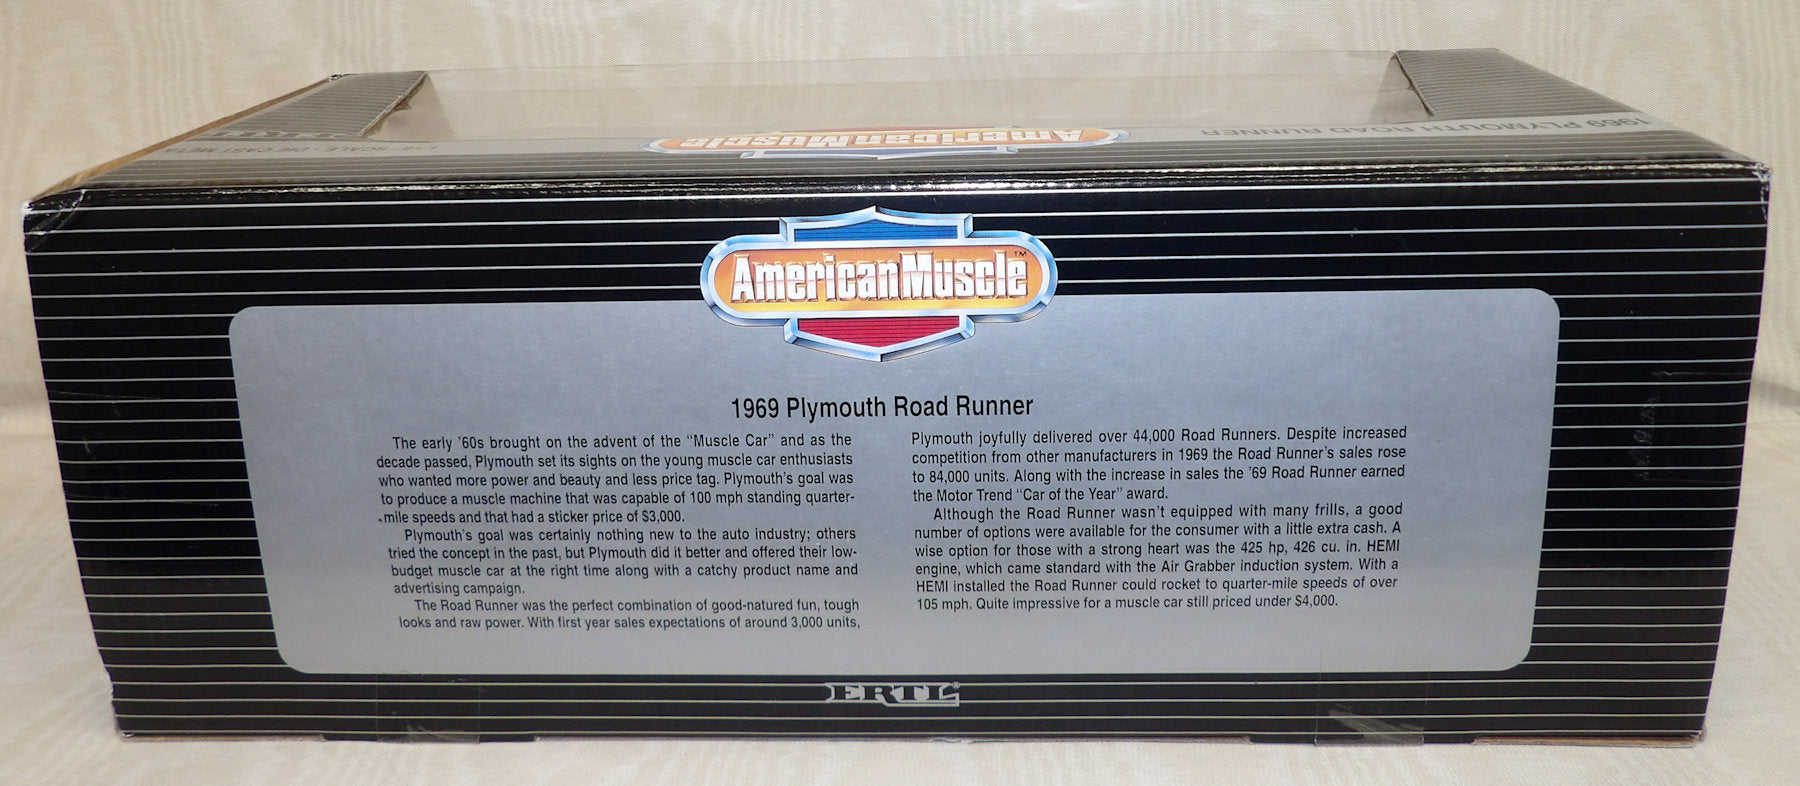 ERTL
1:18 SCALE • DIE CAST METAL
American Muscle
1969 PLYMOUTH ROAD RUNNER
AmericanMuscle™
1969 Plymouth Road Runner
The early '60s brought on the advent of the "Muscle Car" and as the
decade passed, Plymouth set its sights on the young muscle car enthusiasts
who wanted more power and beauty and less price tag. Plymouth's goal was
to produce a muscle machine that was capable of 100 mph standing quarter-
mile speeds and that had a sticker price of $3,000.
Plymouth's goal was certainly nothing new to the auto industry; others
tried the concept in the past, but Plymouth did it better and offered their low-
budget muscle car at the right time along with a catchy product name and
advertising campaign.
The Road Runner was the perfect combination of good-natured fun, tough
looks and raw power. With first year sales expectations of around 3,000 units,
Plymouth joyfully delivered over 44,000 Road Runners. Despite increased
competition from other manufacturers in 1969 the Road Runner's sales rose
to 84,000 units. Along with the increase in sales the '69 Road Runner earned
the Motor Trend "Car of the Year" award.
Although the Road Runner wasn't equipped with many frills, a good
number of options were available for the consumer with a little extra cash. A
wise option for those with a strong heart was the 425 hp, 426 cu. in. HEMI
engine, which came standard with the Air Grabber induction system. With a
HEMI installed the Road Runner could rocket to quarter-mile speeds of over
105 mph. Quite impressive for a muscle car still priced under $4,000.
ERTL®